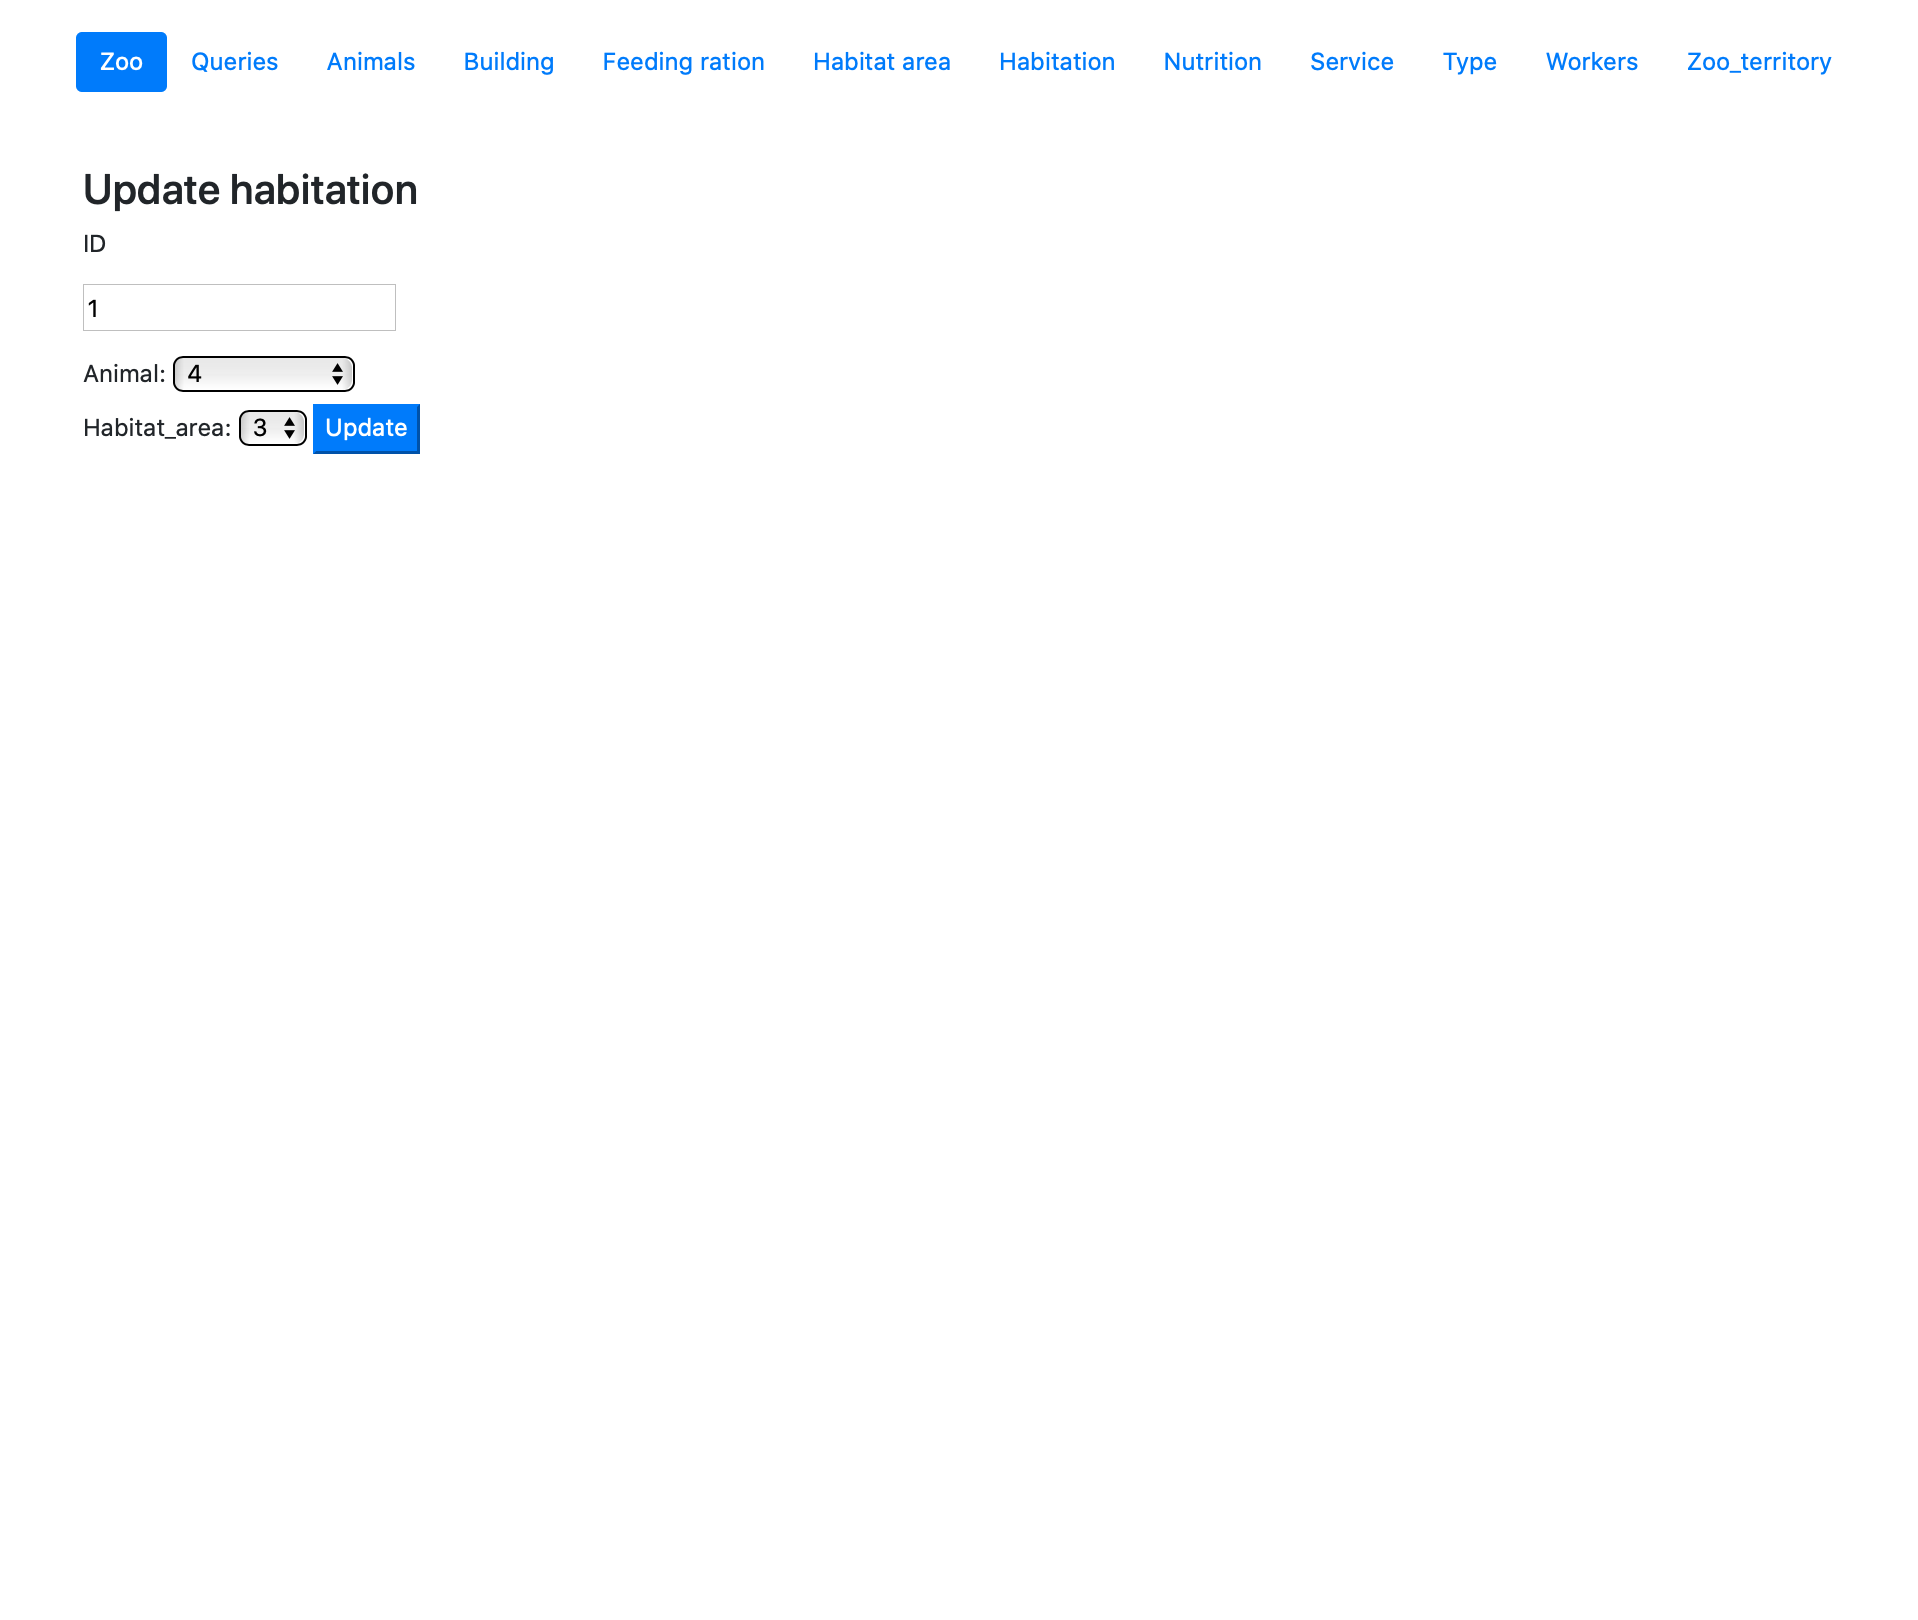 Zoo Queries Animals Building Feeding ration Habitat area Habitation Nutrition Service Type Workers Zoo_territory
Update habitation
ID
1
Animal: 4
Habitat_area: 3 Update